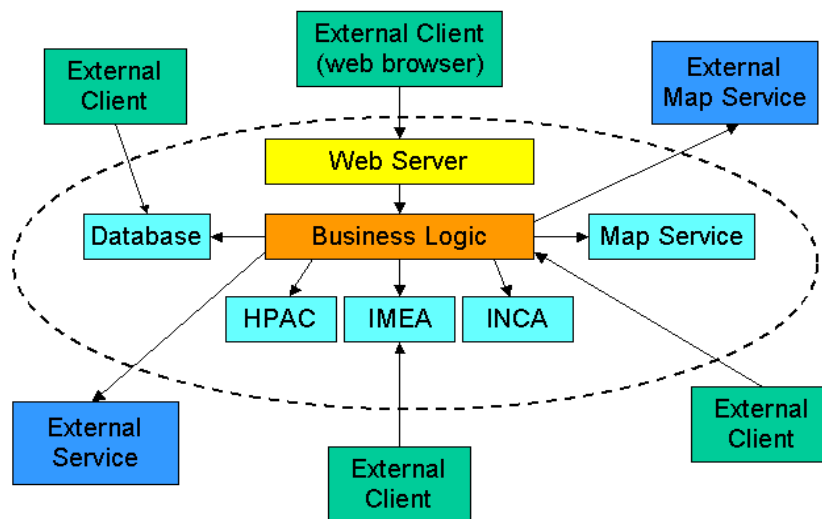 External Client
(web browser)
External
Client
External
Map Service
Web Server
Database
Business Logic
Map Service
HPAC
IMEA
INCA
External
Service
External
Client
External
Client